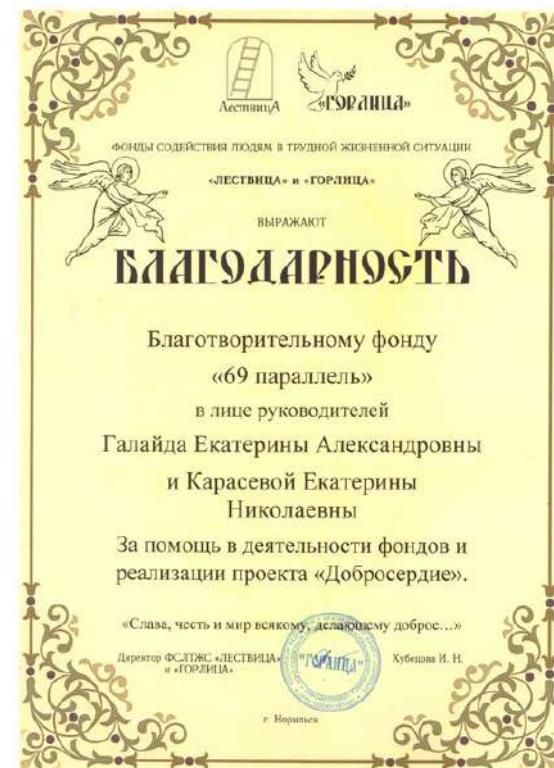 ЛествицА
«ГОРЛИЦА»
ФОНДЫ СОДЕЙСТВИЯ ЛЮДЯМ В ТРУДНОЙ ЖИЗНЕННОЙ СИТУАЦИИ
«ЛЕСТВИЦА» и «ГОРЛИЦА»
ВЫРАЖАЮТ
БЛАГОДАРНОСТЬ
Благотворительному фонду
«69 параллель»
в лице руководителей
Галайда Екатерины Александровны
и Карасевой Екатерины
Николаевны
За помощь в деятельности фондов и
реализации проекта «Добросердие».
«Слава, честь и мир всякому, делающему доброе…»
Директор ФСЛТЖС «ЛЕСТВИЦА»
и «ГОРЛИЦА»
"ГОРЛИЦА"
И. Н.
г. Норильск